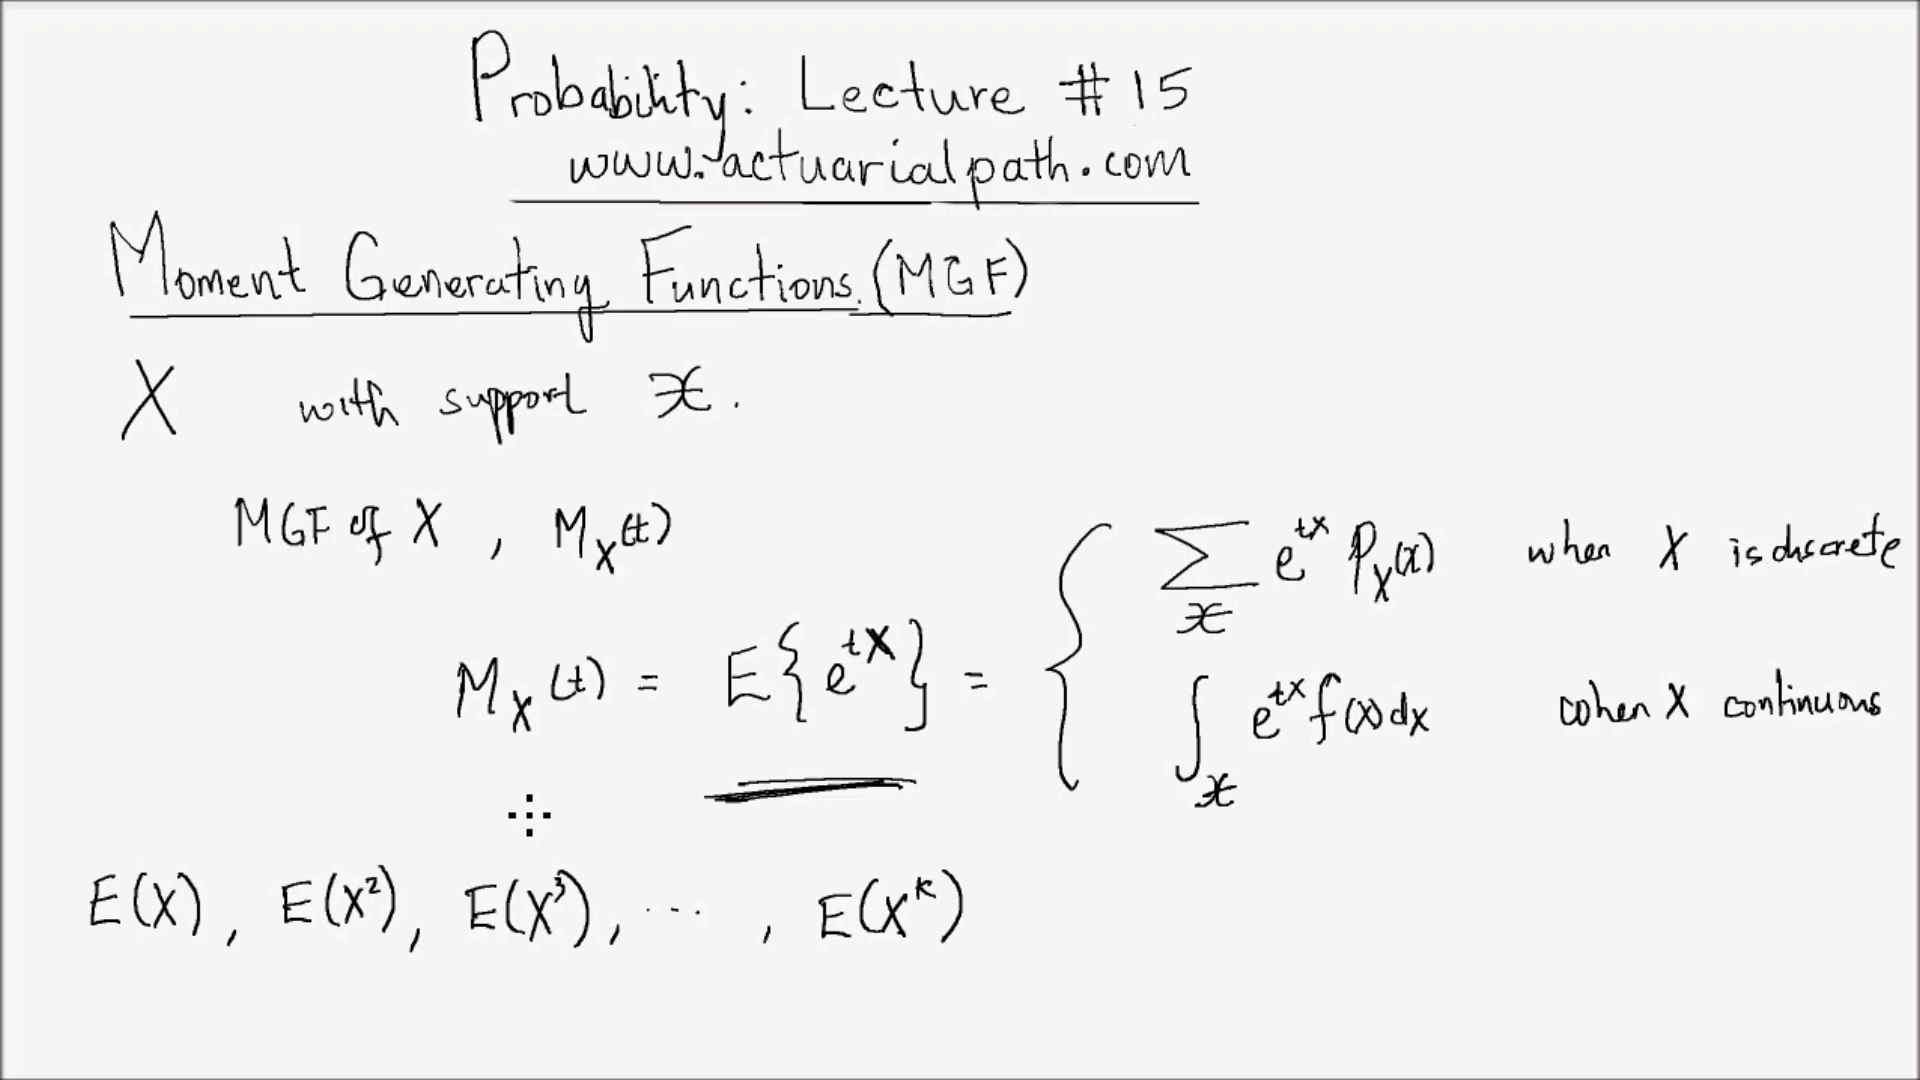 Probability: Lecture #15
www.actuarialpath.com
Moment Generating Functions. (MGF)
X with support 𝒳.
MGF of X , M_X(t)
M_X(t) = E{e^{tX}} = { ∑_𝒳 e^{tx} P_X(x) when X is discrete
∫_𝒳 e^{tx} f(x)dx when X continuous
E(X), E(X²), E(X³), ... , E(X^k)